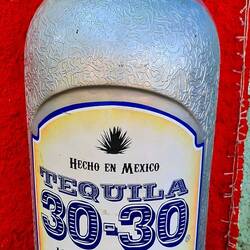 HECHO EN MEXICO
TEQUILA
30-30